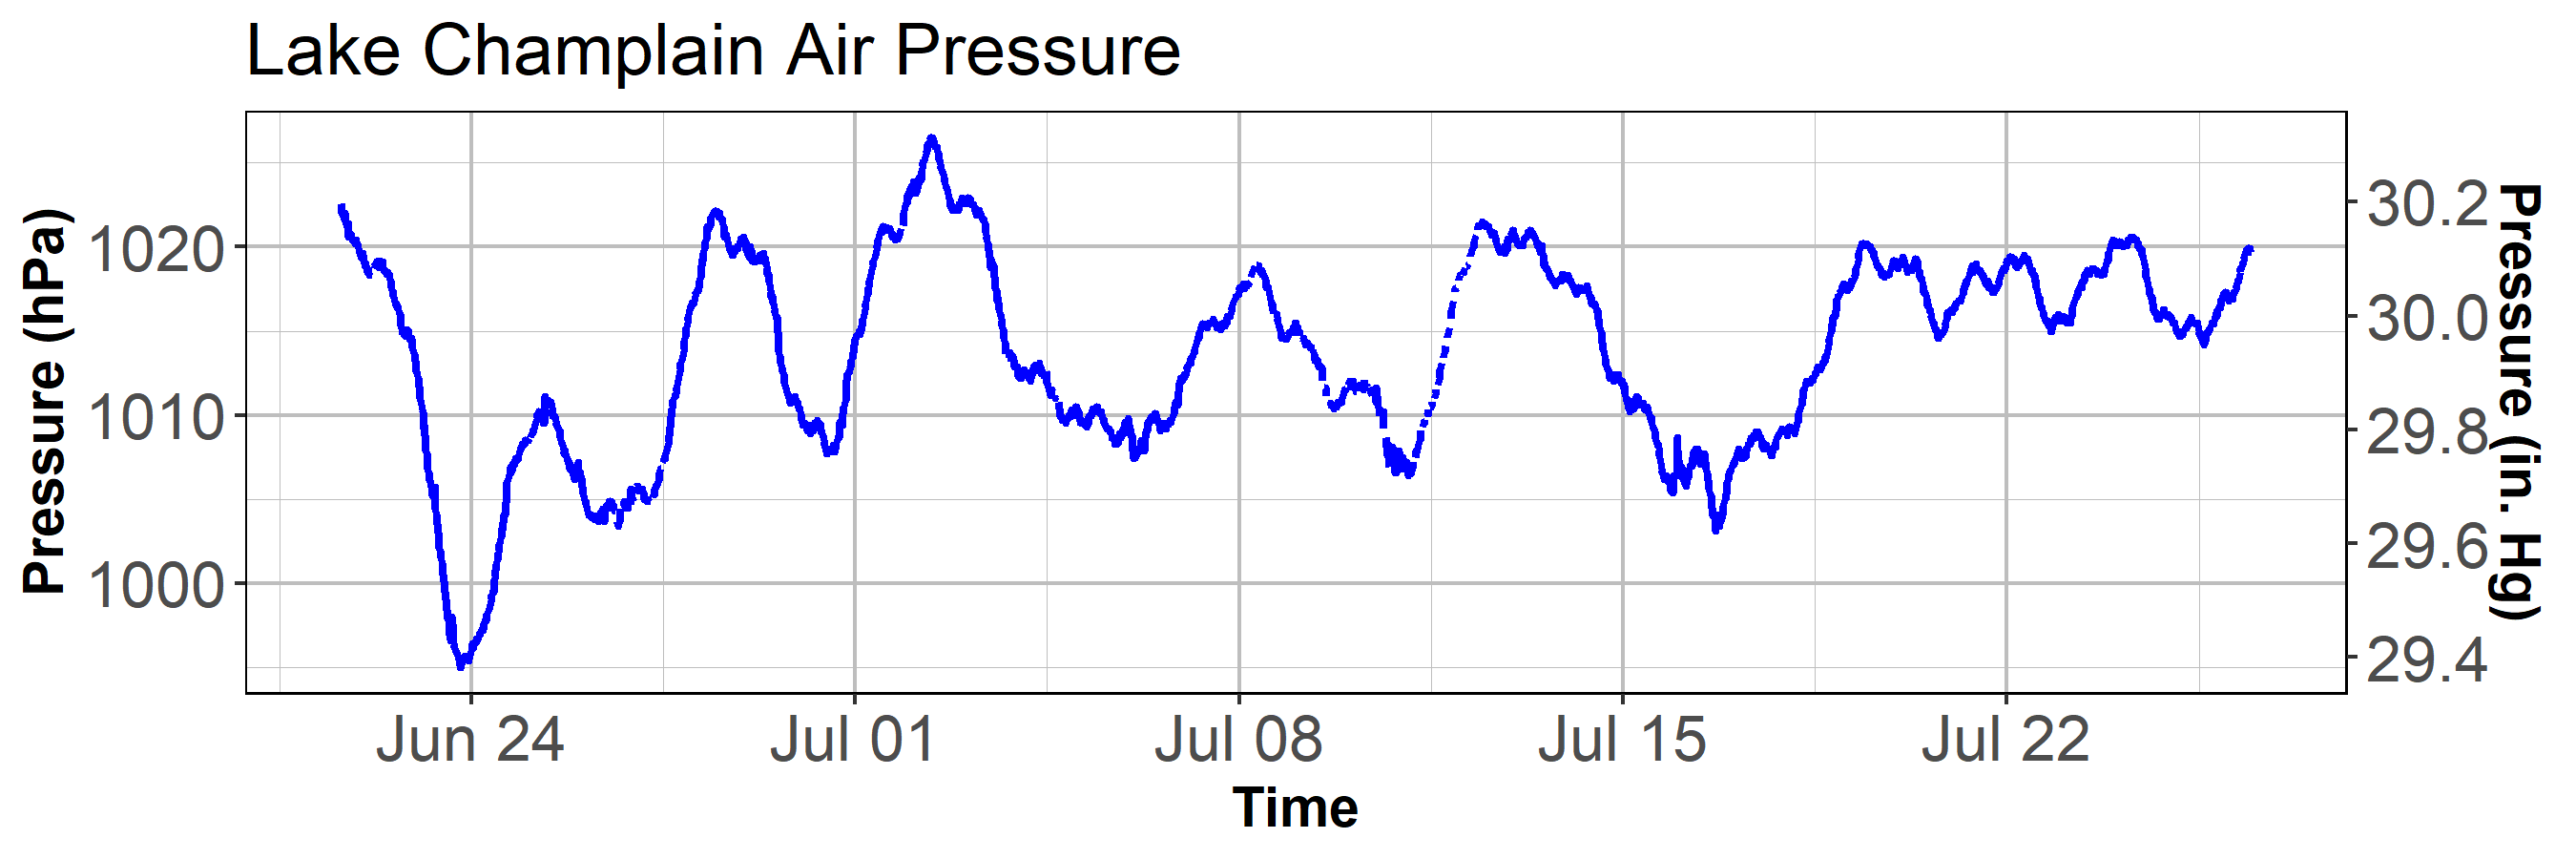 Lake Champlain Air Pressure
Pressure (hPa)
1020
1010
1000
30.2
30.0
29.8
29.6
29.4
Pressure (in. Hg)
Jun 24
Jul 01
Jul 08
Jul 15
Jul 22
Time